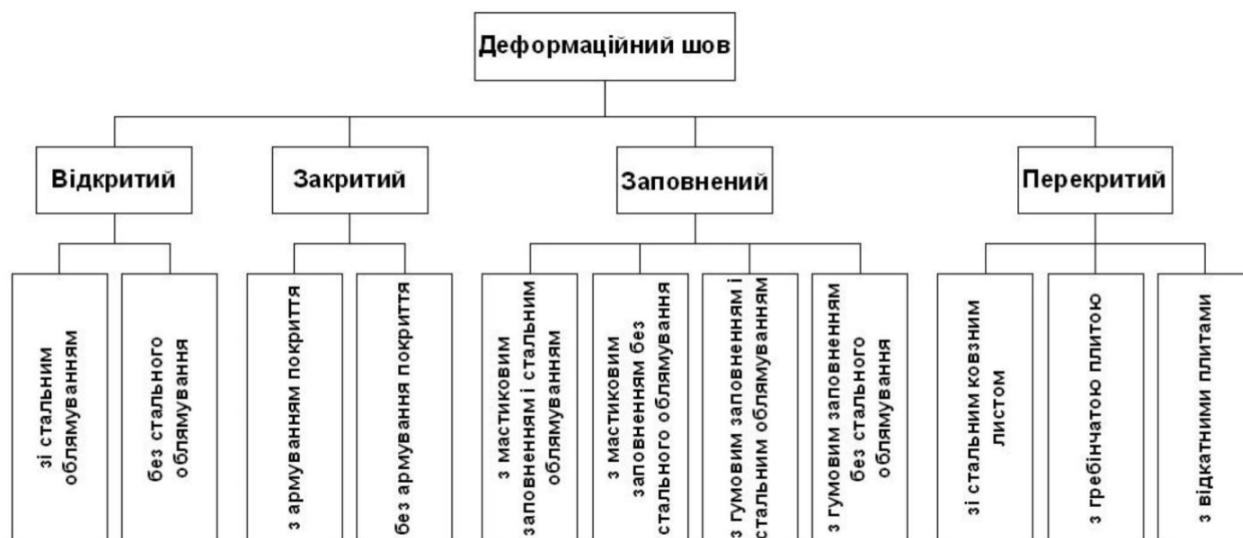 Деформаційний шов
Відкритий
Закритий
Заповнений
Перекритий
зі стальним
облямуванням
без стального
облямування
з армуванням покриття
без армування покриття
з мастиковим
заповненням і стальним
облямуванням
з мастиковим
заповненням без
стального облямування
з гумовим заповненням і
стальним облямуванням
з гумовим заповненням
без стального
облямування
зі стальним ковзним
листом
з гребінчатою плитою
з відкатними плитами